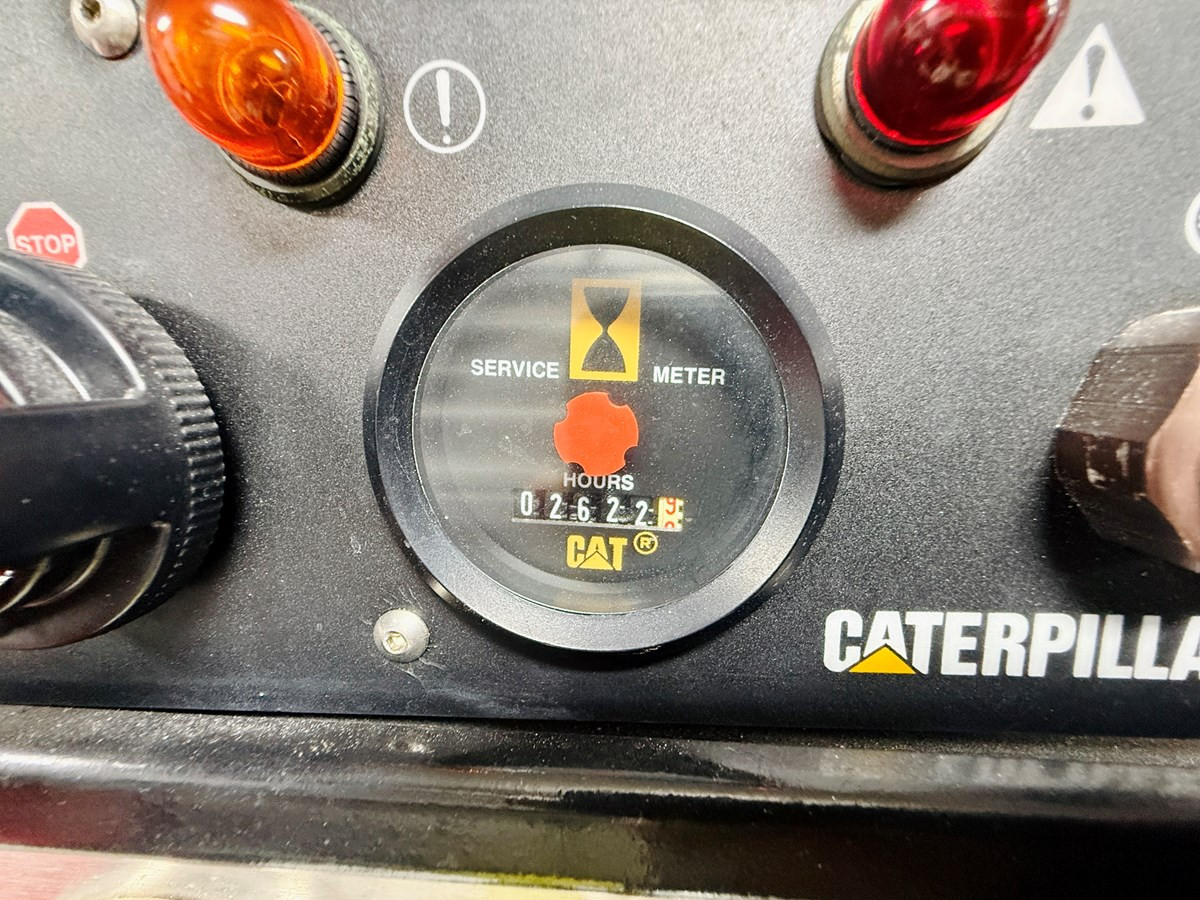 STOP
SERVICE METER
HOURS
02622
CAT ®
CATERPILLA